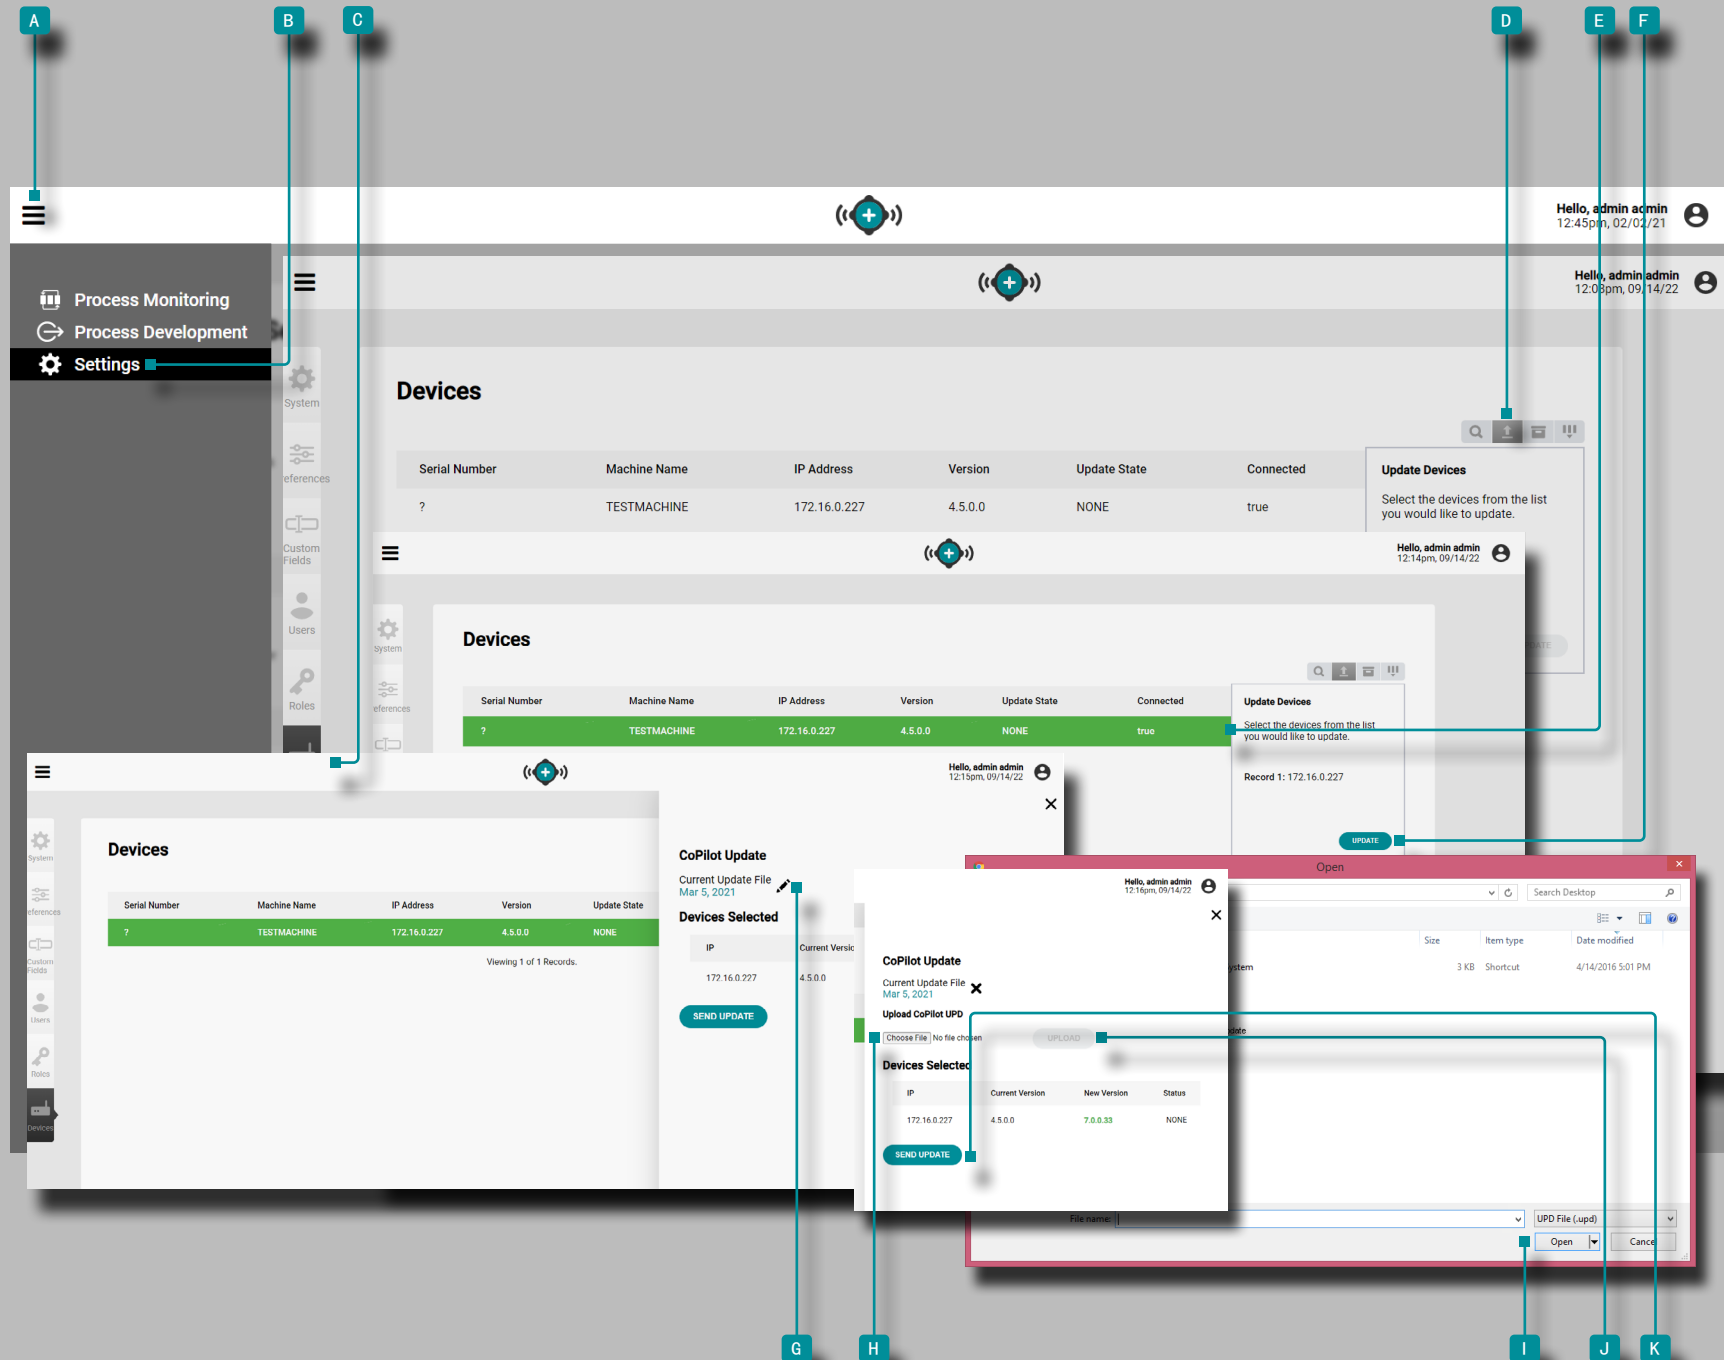 A
B
C
D
E
F
Hello, admin admin
12:45pm, 02/02/21
Process Monitoring
Process Development
Settings
Hello, admin admin
12:08pm, 09/14/22
System
eferences
Custom
Fields
Users
Roles
Devices
Serial Number Machine Name IP Address Version Update State Connected
? TESTMACHINE 172.16.0.227 4.5.0.0 NONE true
Update Devices
Select the devices from the list
you would like to update.
DATE
Hello, admin admin
12:14pm, 09/14/22
System
eferences
Devices
Serial Number Machine Name IP Address Version Update State Connected
? TESTMACHINE 172.16.0.227 4.5.0.0 NONE true
Update Devices
Select the devices from the list
you would like to update.
Record 1: 172.16.0.227
UPDATE
Hello, admin admin
12:15pm, 09/14/22
System
eferences
Custom
Fields
Users
Roles
Devices
Devices
Serial Number Machine Name IP Address Version Update State
? TESTMACHINE 172.16.0.227 4.5.0.0 NONE
Viewing 1 of 1 Records.
CoPilot Update
Current Update File
Mar 5, 2021
Devices Selected
IP Current Versic
172.16.0.227 4.5.0.0
SEND UPDATE
Hello, admin admin
12:16pm, 09/14/22
CoPilot Update
Current Update File
Mar 5, 2021
Upload CoPilot UPD
Choose File No file chosen UPLOAD
Devices Selected
IP Current Version New Version Status
172.16.0.227 4.5.0.0 7.0.0.33 NONE
SEND UPDATE
Open
Search Desktop
Size Item type Date modified
ystem 3 KB Shortcut 4/14/2016 5:01 PM
date
File name: UPD File (.upd)
Open Cancel
G
H
I
J
K